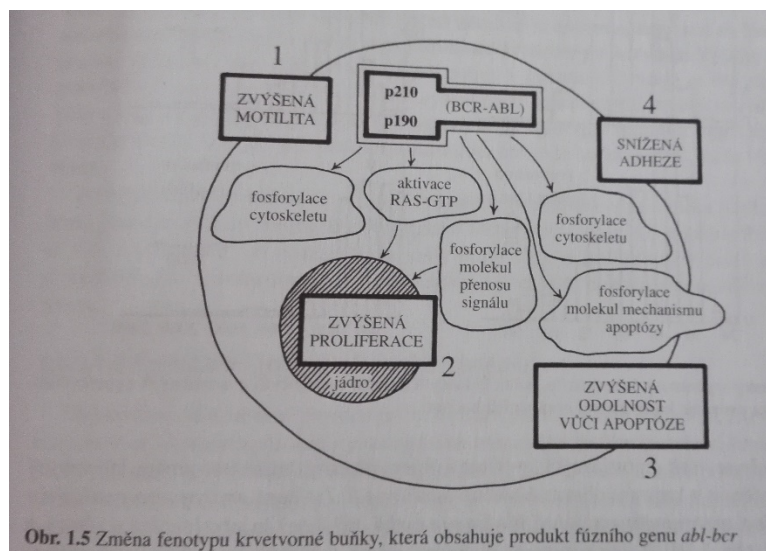 1
ZVÝŠENÁ
MOTILITA
p210
p190
(BCR-ABL)
4
SNÍŽENÁ
ADHEZE
fosforylace
cytoskeletu
aktivace
RAS-GTP
fosforylace
molekul
přenosu
signálu
fosforylace
cytoskeletu
fosforylace
molekul mechanismu
apoptózy
ZVÝŠENÁ
PROLIFERACE
jádro
2
ZVÝŠENÁ
ODOLNOST
VŮČI APOPTÓZE
3
Obr. 1.5 Změna fenotypu krvetvorné buňky, která obsahuje produkt fúzního genu abl-bcr